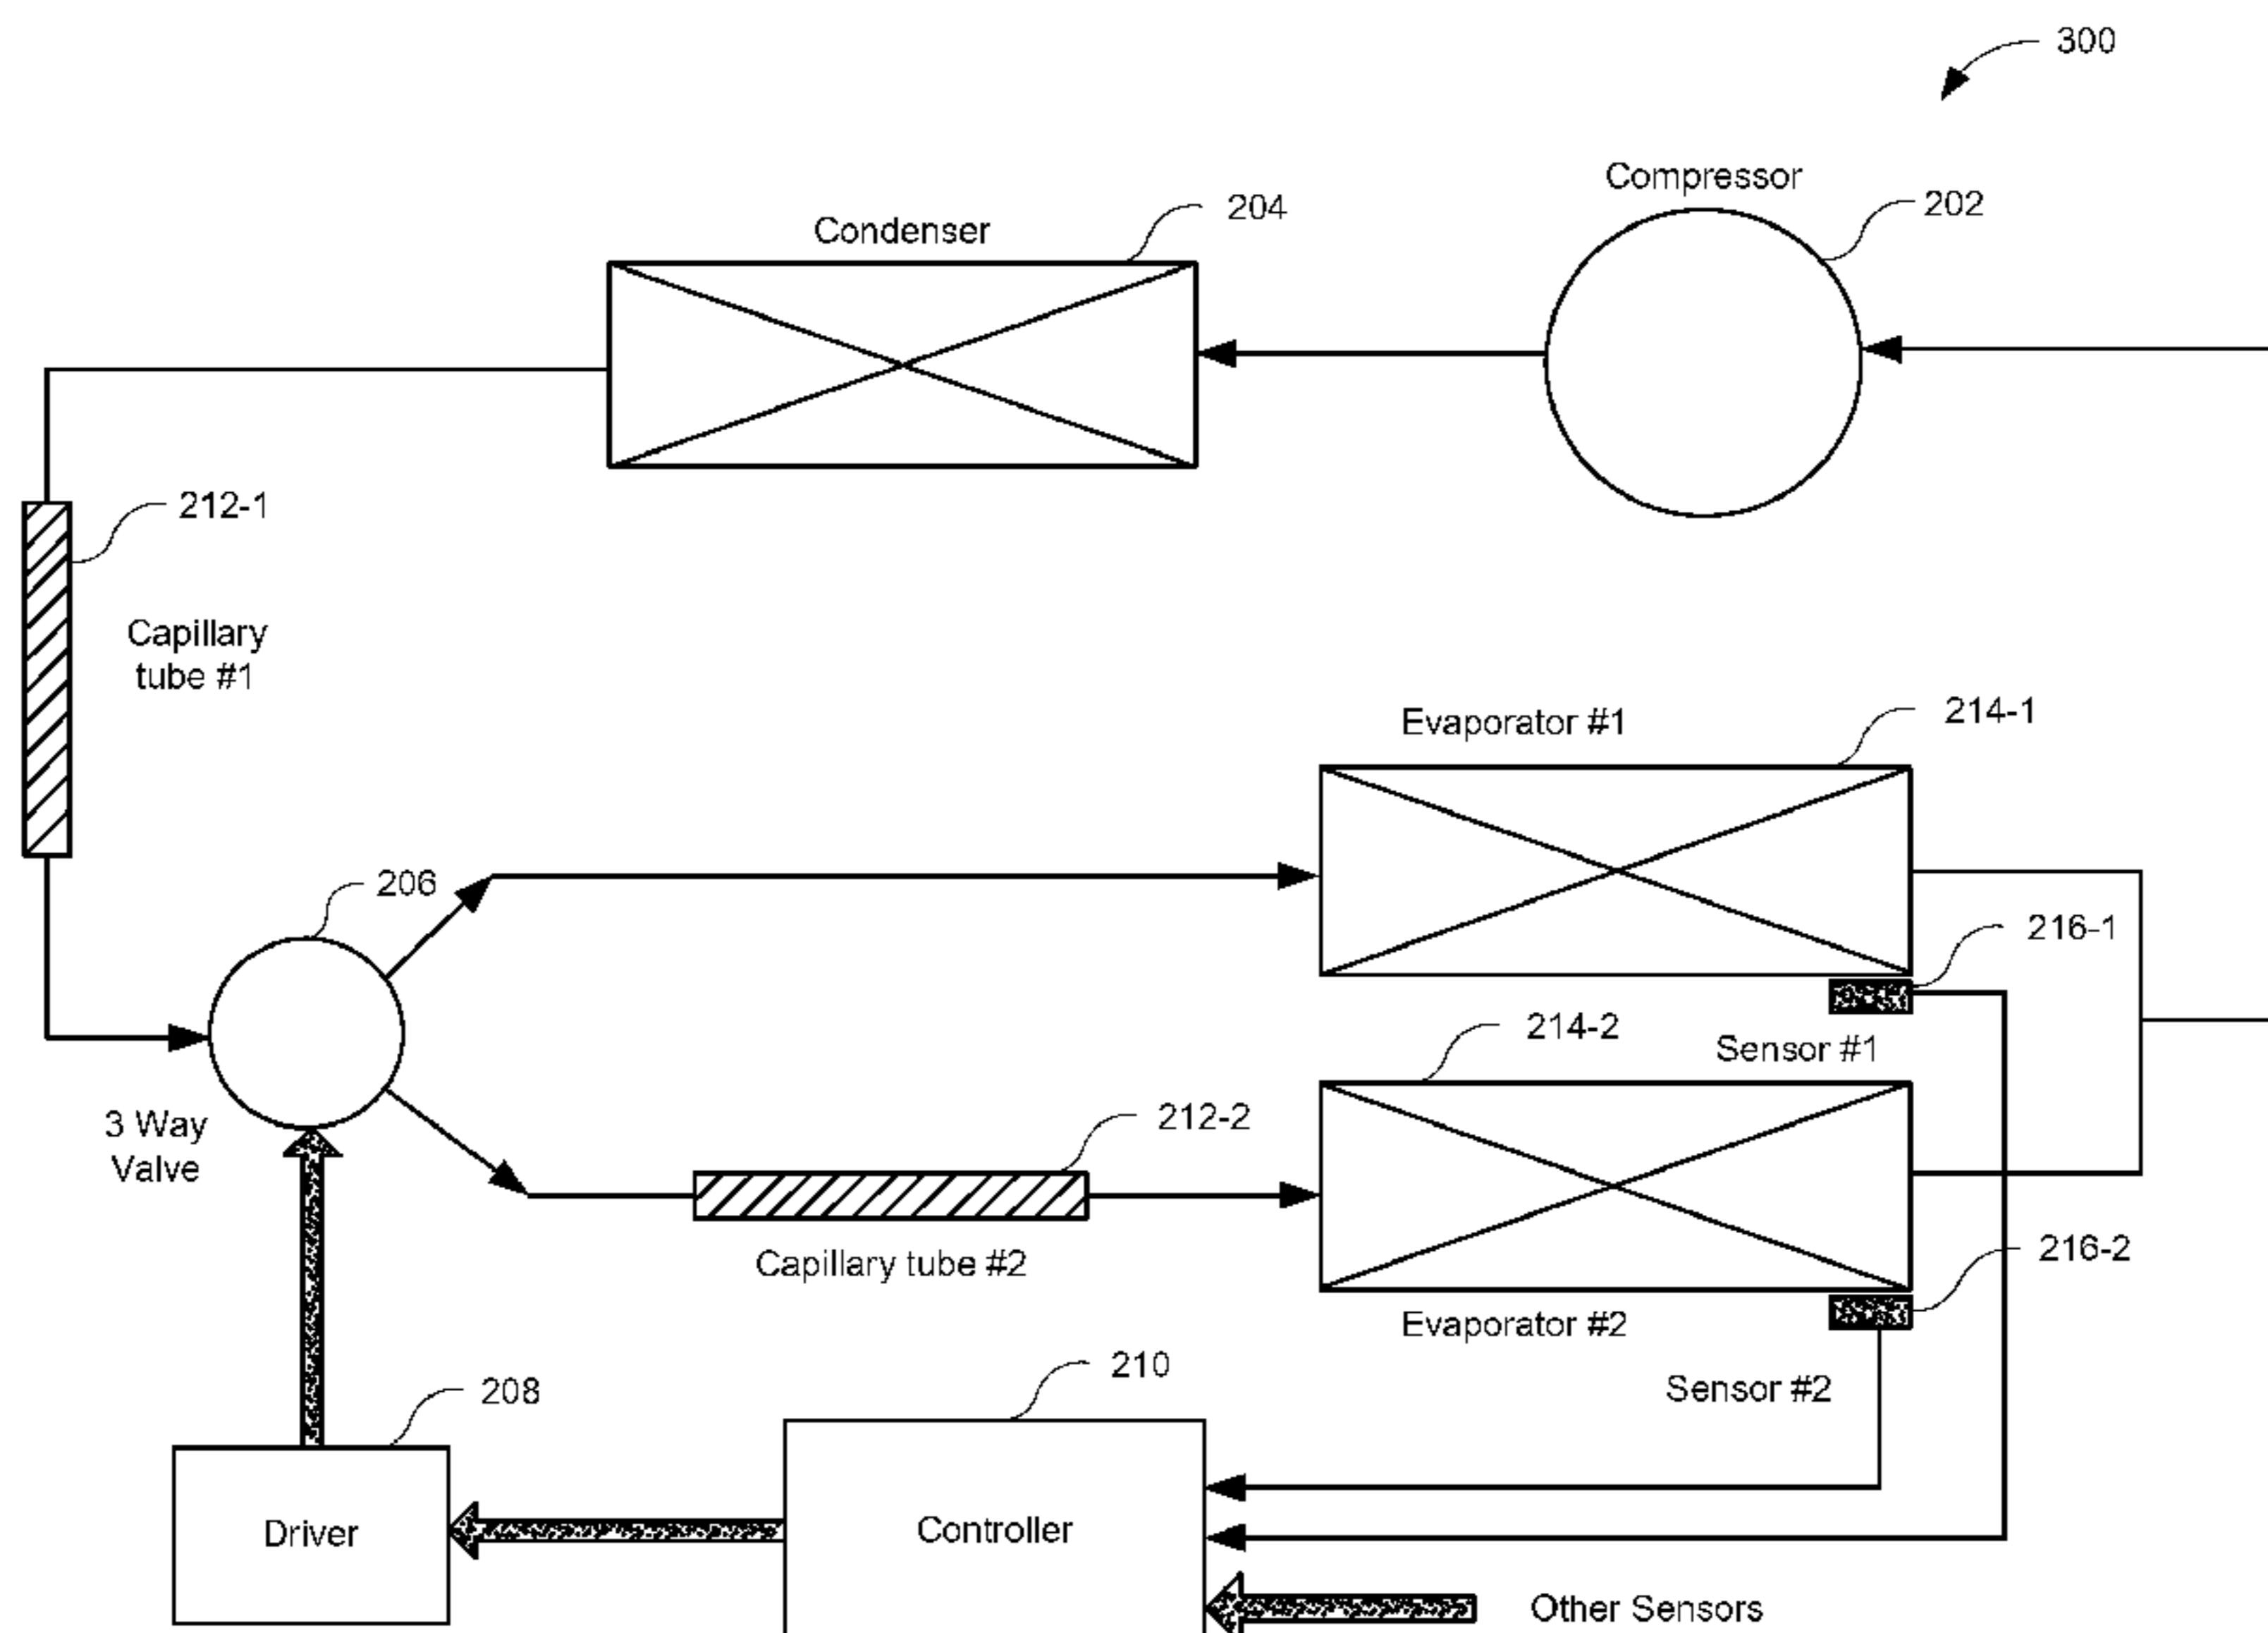 300
Compressor
202
204
Condenser
212-1
Capillary
tube #1
214-1
Evaporator #1
206
216-1
214-2
Sensor #1
212-2
3 Way
Valve
216-2
Capillary tube #2
Evaporator #2
210
208
Sensor #2
Driver
Controller
Other Sensors